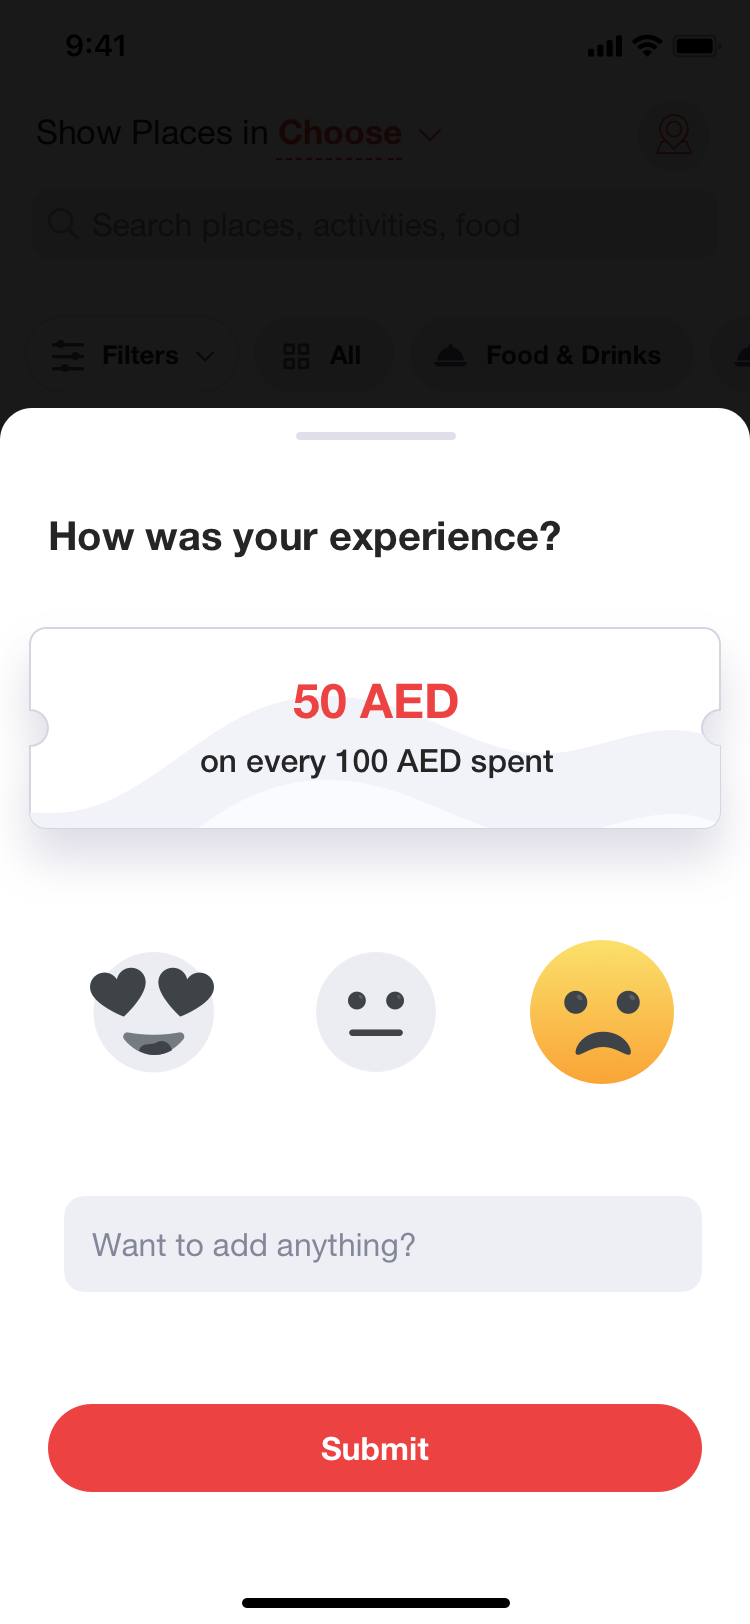 9:41
Show Places in Choose
Search places, activities, food
Filters
All
Food & Drinks
How was your experience?
50 AED
on every 100 AED spent
Want to add anything?
Submit